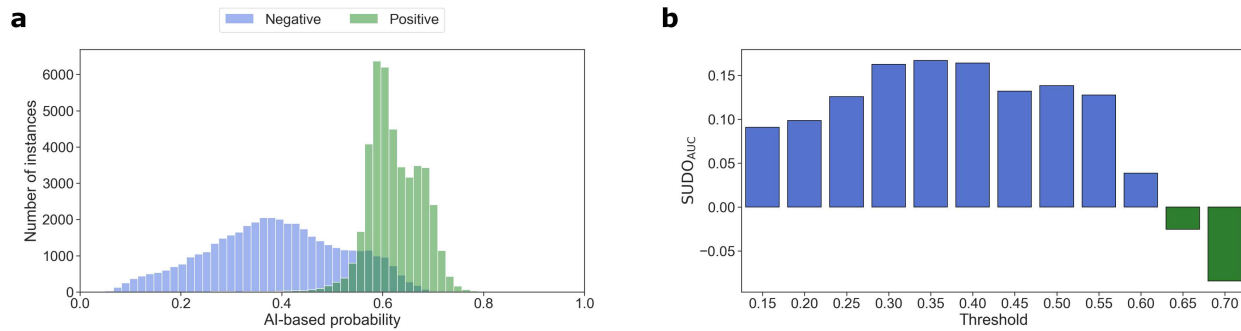 a
Negative Positive
Number of instances
6000
5000
4000
3000
2000
1000
0
0.0 0.2 0.4 0.6 0.8 1.0
AI-based probability
b
SUDO_AUC
0.15
0.10
0.05
0.00
−0.05
0.15 0.20 0.25 0.30 0.35 0.40 0.45 0.50 0.55 0.60 0.65 0.70
Threshold